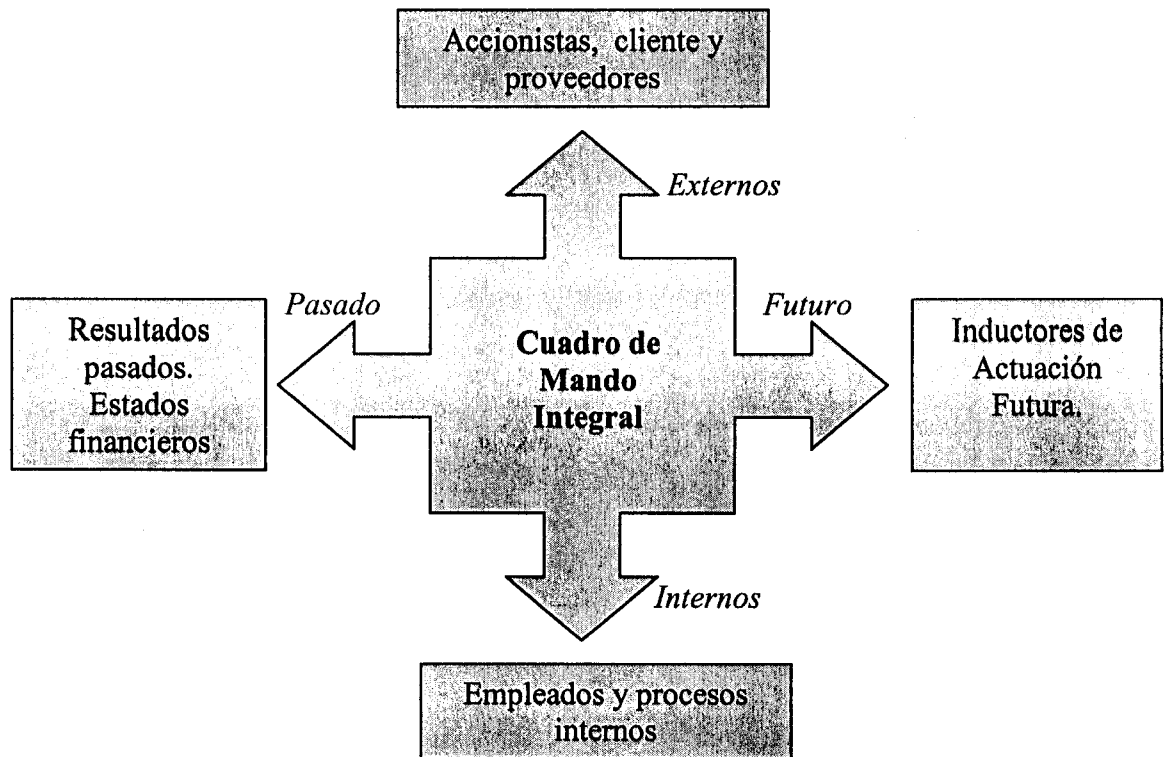 Accionistas, cliente y
proveedores
Externos
Pasado
Futuro
Resultados
pasados.
Estados
financieros
Cuadro de
Mando
Integral
Inductores de
Actuación
Futura.
Internos
Empleados y procesos
internos